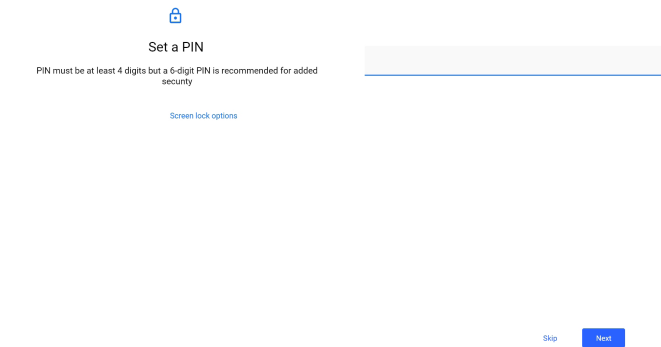 Set a PIN
PIN must be at least 4 digits but a 6-digit PIN is recommended for added
securty
Screen lock options
Skip
Next